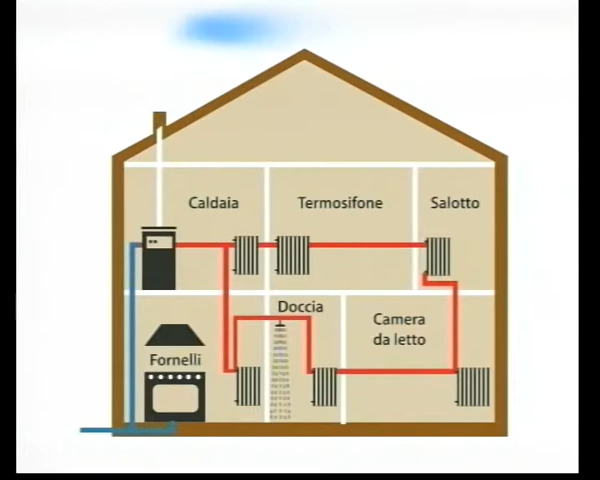 Caldaia
Termosifone
Salotto
Doccia
Camera
da letto
Fornelli